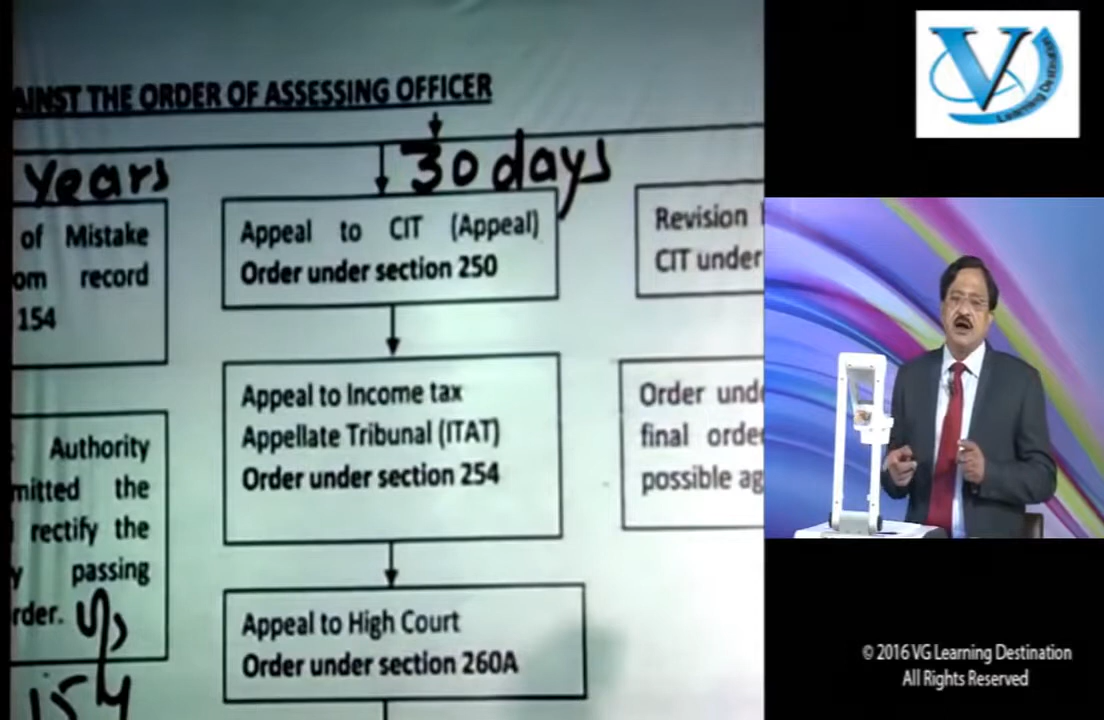 AINST THE ORDER OF ASSESSING OFFICER
Years
30 days
of Mistake
om record
154
Appeal to CIT (Appeal)
Order under section 250
Revision
CIT under
Authority
mitted the
rectify the
passing
rder.
Appeal to Income tax
Appellate Tribunal (ITAT)
Order under section 254
Order unde
final orde
possible ag
Appeal to High Court
Order under section 260A
u/s
154
V
Learning Destination
© 2016 VG Learning Destination
All Rights Reserved